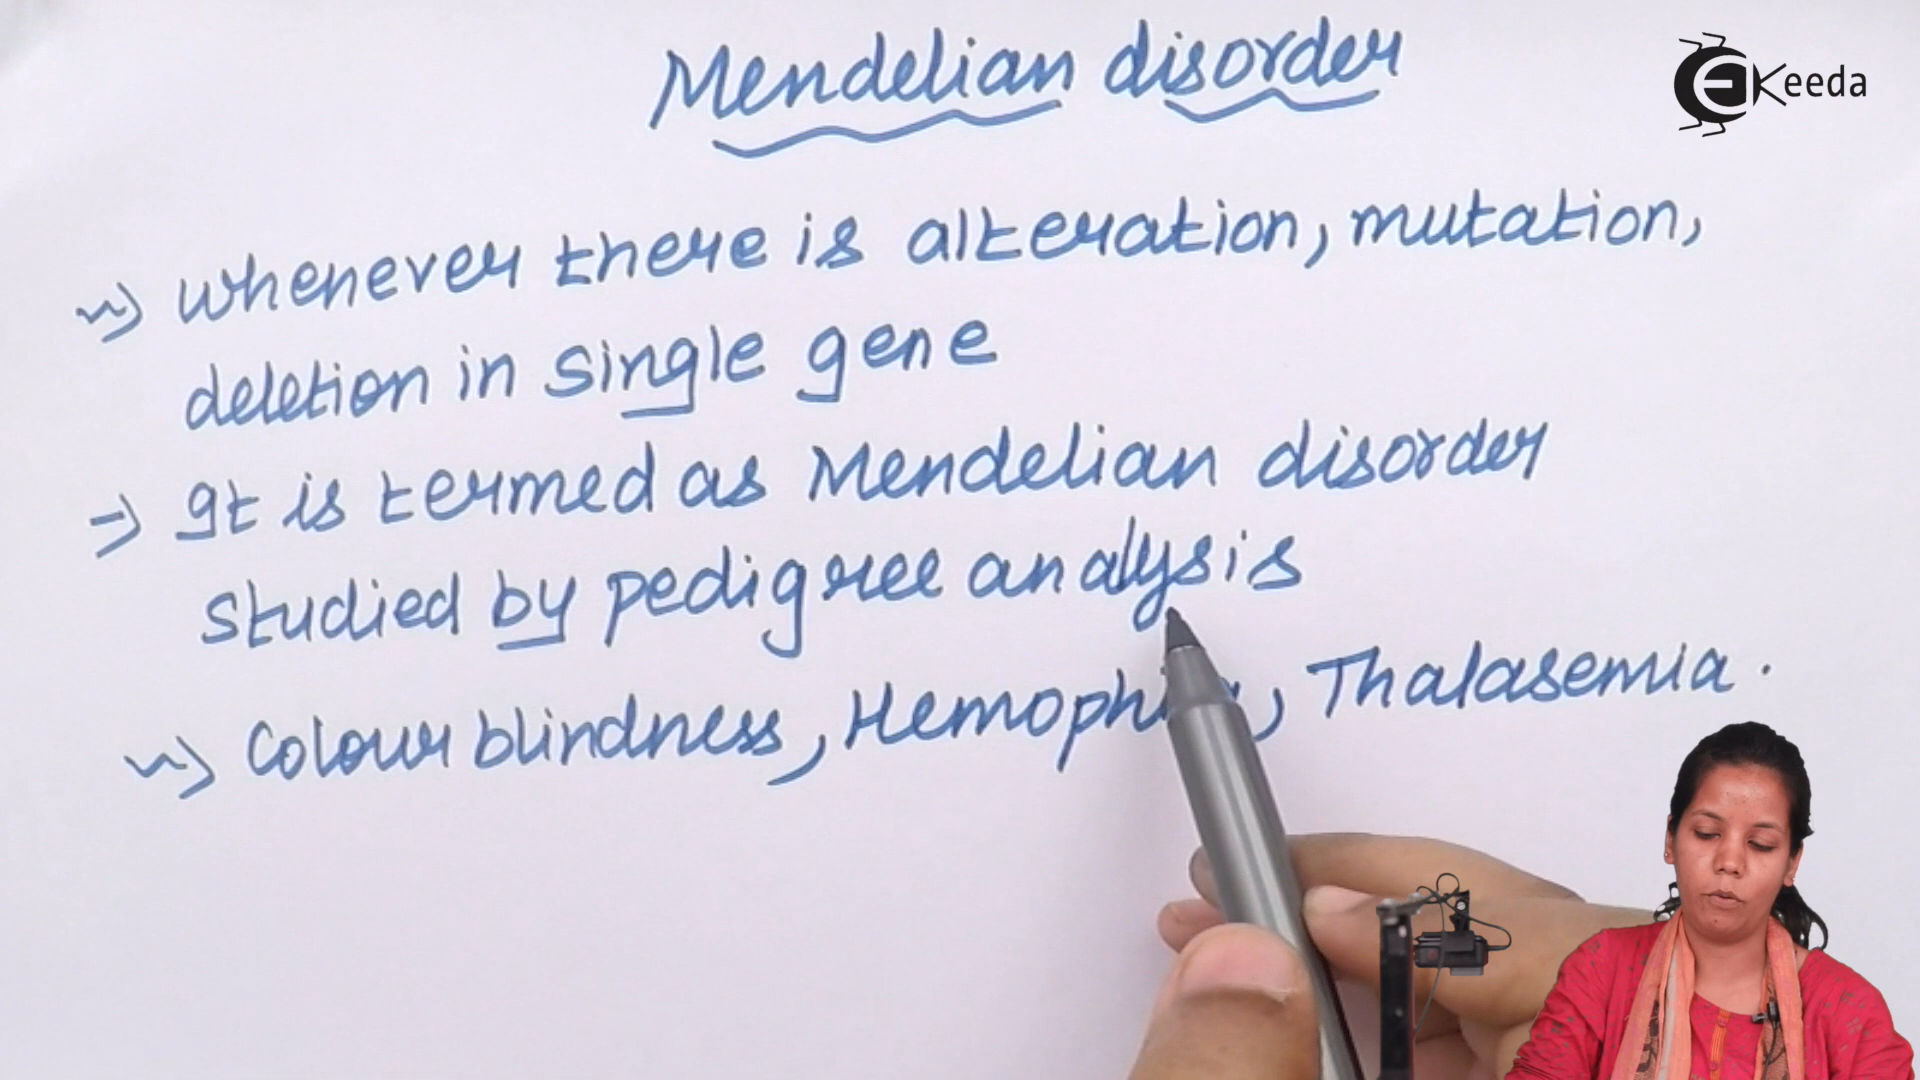 Mendelian disorder
EKeeda
Whenever there is alteration, mutation,
deletion in single gene
It is termed as Mendelian disorder
Studied by pedigree analysis
Colour blindness, Hemophi , Thalasemia.